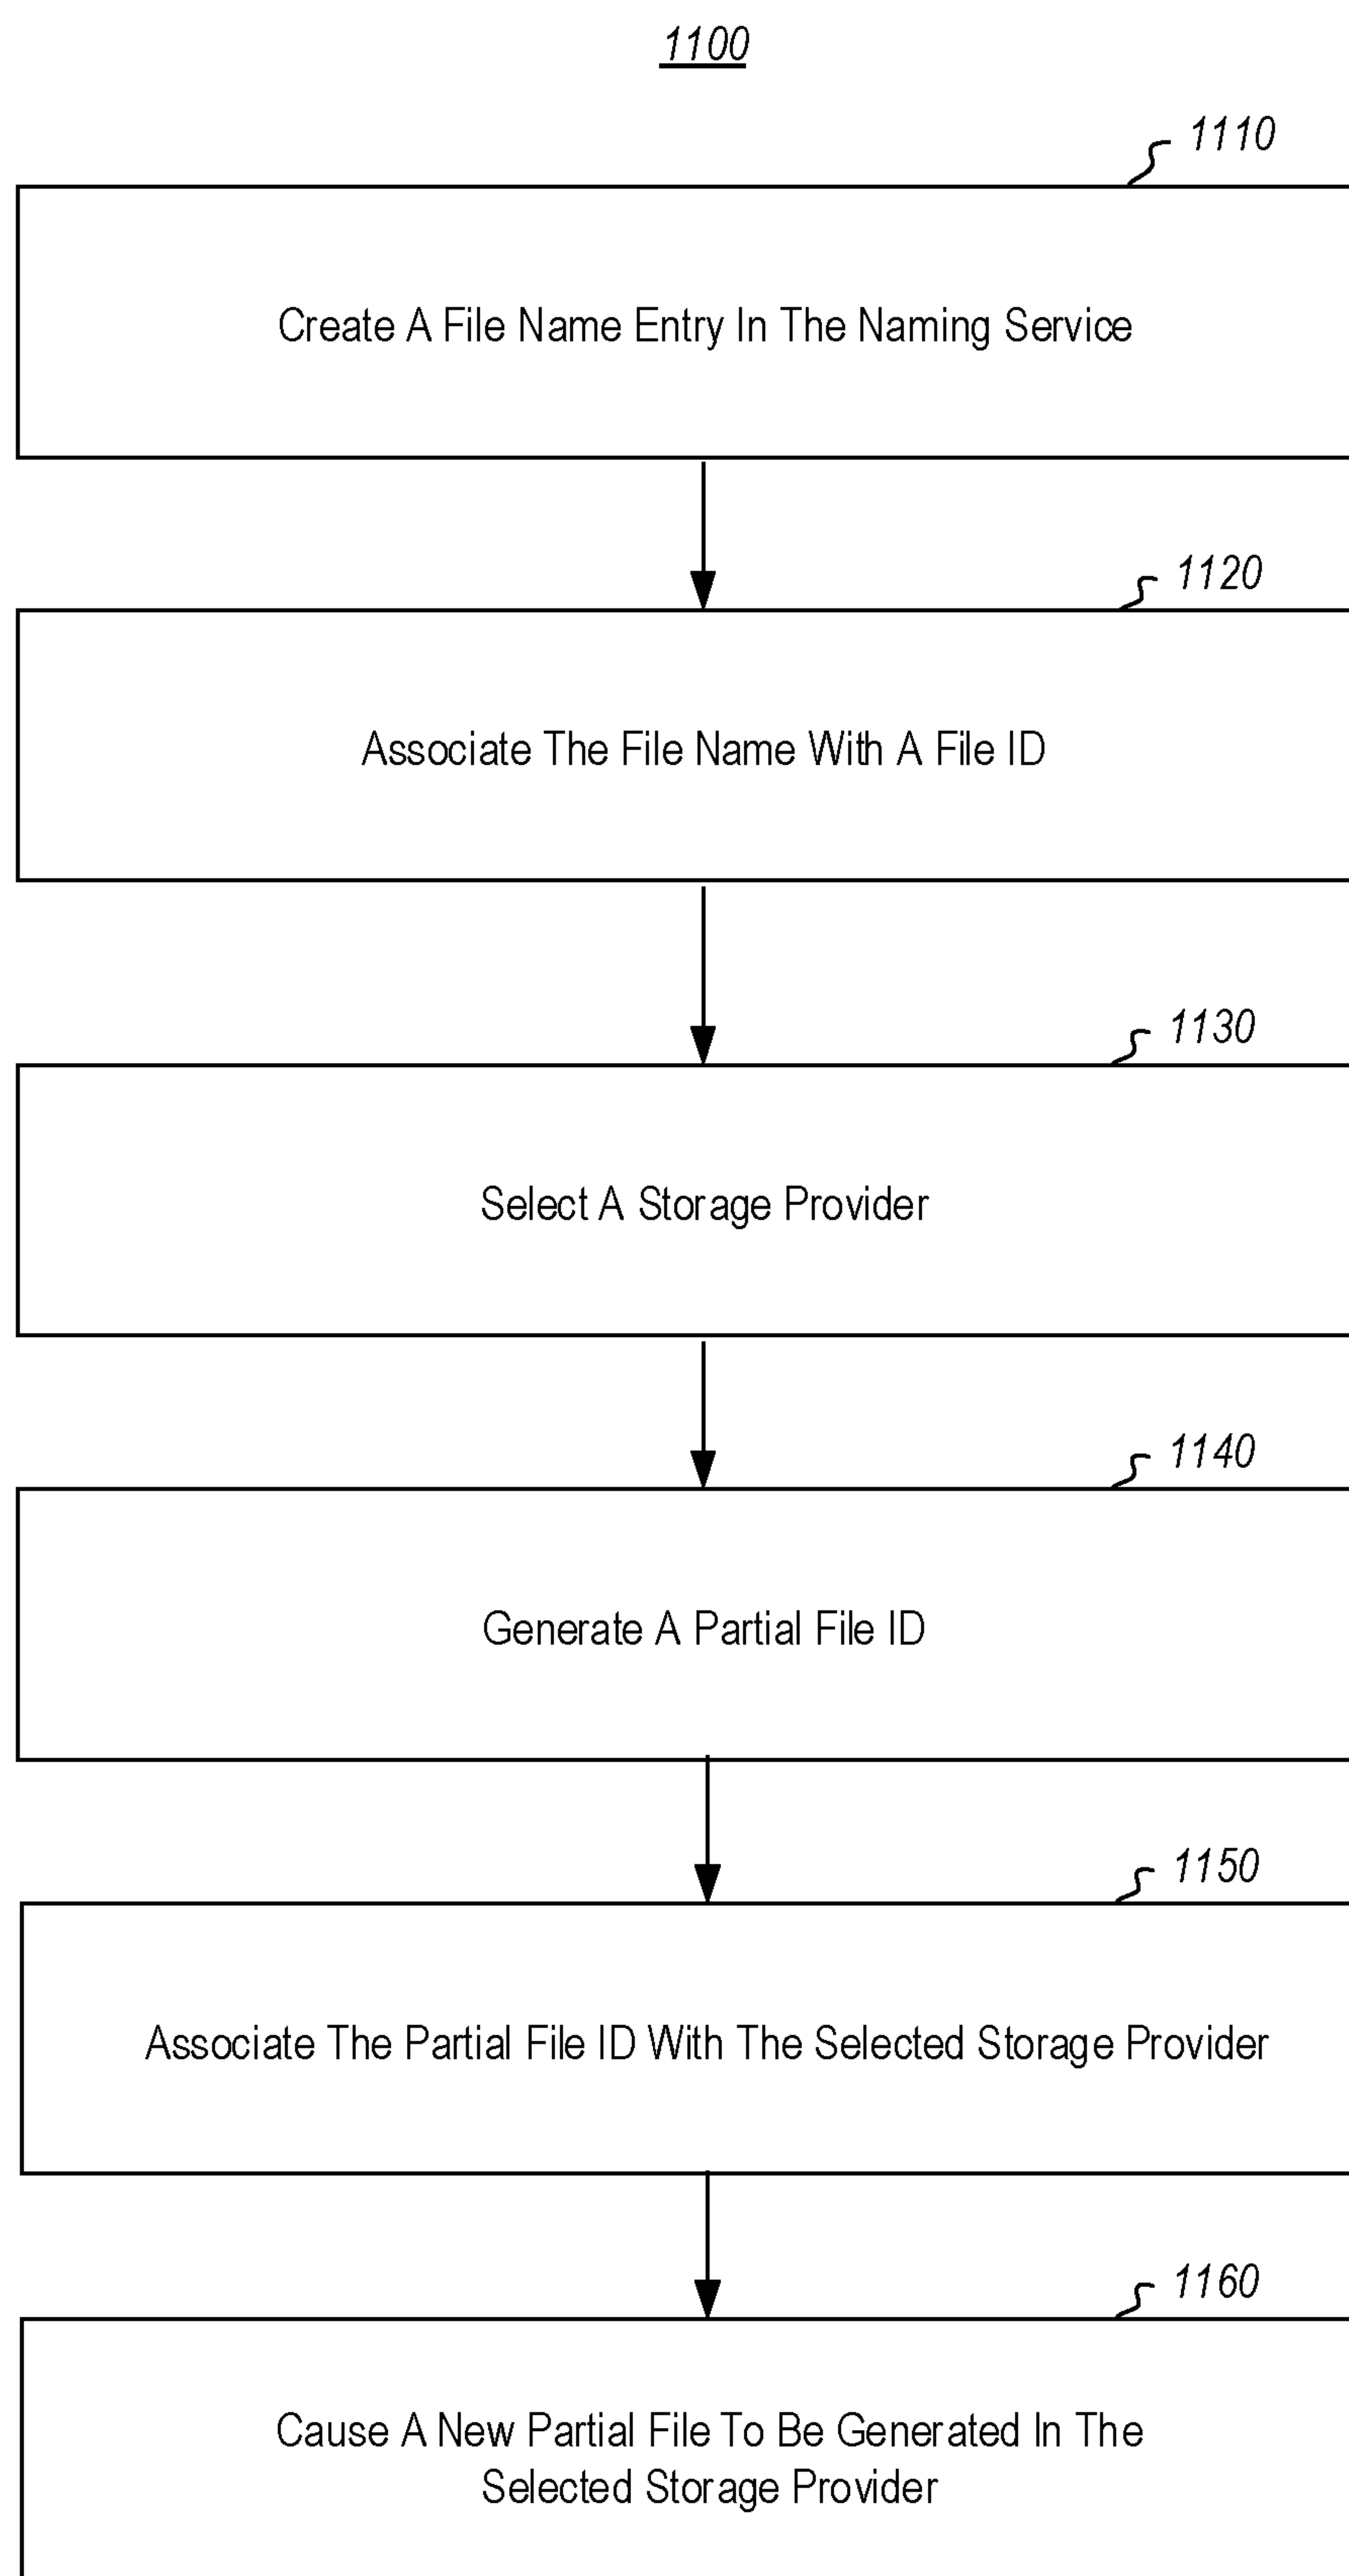 1100
1110
Create A File Name Entry In The Naming Service
1120
Associate The File Name With A File ID
1130
Select A Storage Provider
1140
Generate A Partial File ID
1150
Associate The Partial File ID With The Selected Storage Provider
1160
Cause A New Partial File To Be Generated In The
Selected Storage Provider